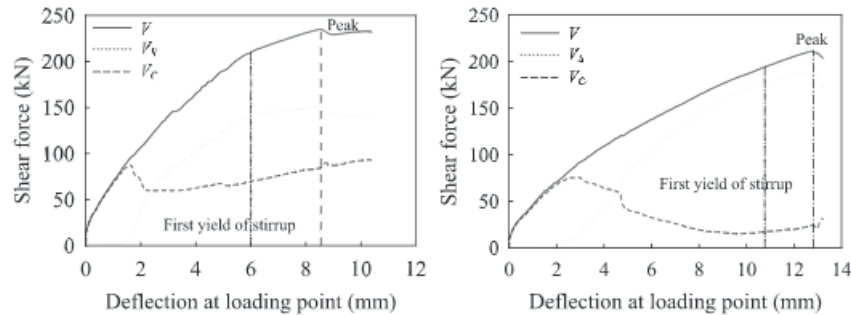 250
200
150
100
50
0
Shear force (kN)
V
Vs
Vc
Peak
First yield of stirrup
0 2 4 6 8 10 12
Deflection at loading point (mm)
250
200
150
100
50
0
Shear force (kN)
V
Vs
Vc
Peak
First yield of stirrup
0 2 4 6 8 10 12 14
Deflection at loading point (mm)